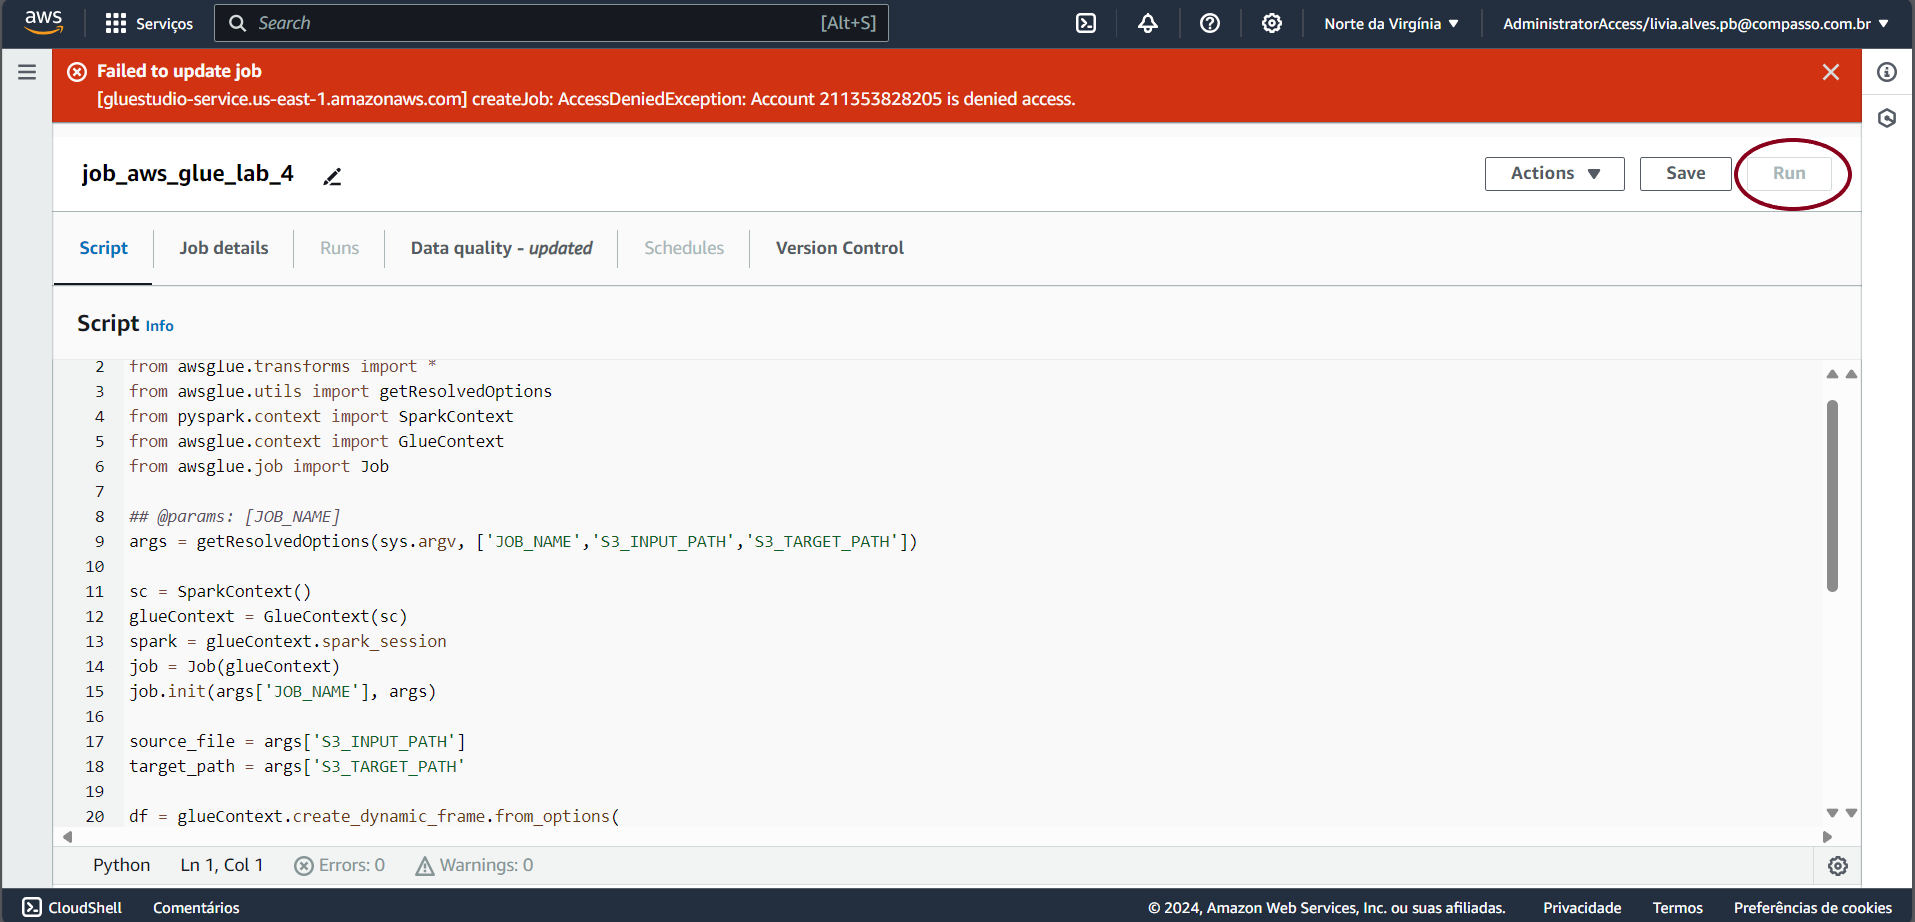 aws Serviços Search [Alt+S] Norte da Virgínia AdministratorAccess/livia.alves.pb@compasso.com.br
Failed to update job
[gluestudio-service.us-east-1.amazonaws.com] createJob: AccessDeniedException: Account 211353828205 is denied access.
job_aws_glue_lab_4 Actions Save Run
Script Job details Runs Data quality - updated Schedules Version Control
Script Info
2 from awsglue.transforms import *
3 from awsglue.utils import getResolvedOptions
4 from pyspark.context import SparkContext
5 from awsglue.context import GlueContext
6 from awsglue.job import Job
7
8 ## @params: [JOB_NAME]
9 args = getResolvedOptions(sys.argv, ['JOB_NAME','S3_INPUT_PATH','S3_TARGET_PATH'])
10
11 sc = SparkContext()
12 glueContext = GlueContext(sc)
13 spark = glueContext.spark_session
14 job = Job(glueContext)
15 job.init(args['JOB_NAME'], args)
16
17 source_file = args['S3_INPUT_PATH']
18 target_path = args['S3_TARGET_PATH'
19
20 df = glueContext.create_dynamic_frame.from_options(
Python Ln 1, Col 1 Errors: 0 Warnings: 0
CloudShell Comentários © 2024, Amazon Web Services, Inc. ou suas afiliadas. Privacidade Termos Preferências de cookies